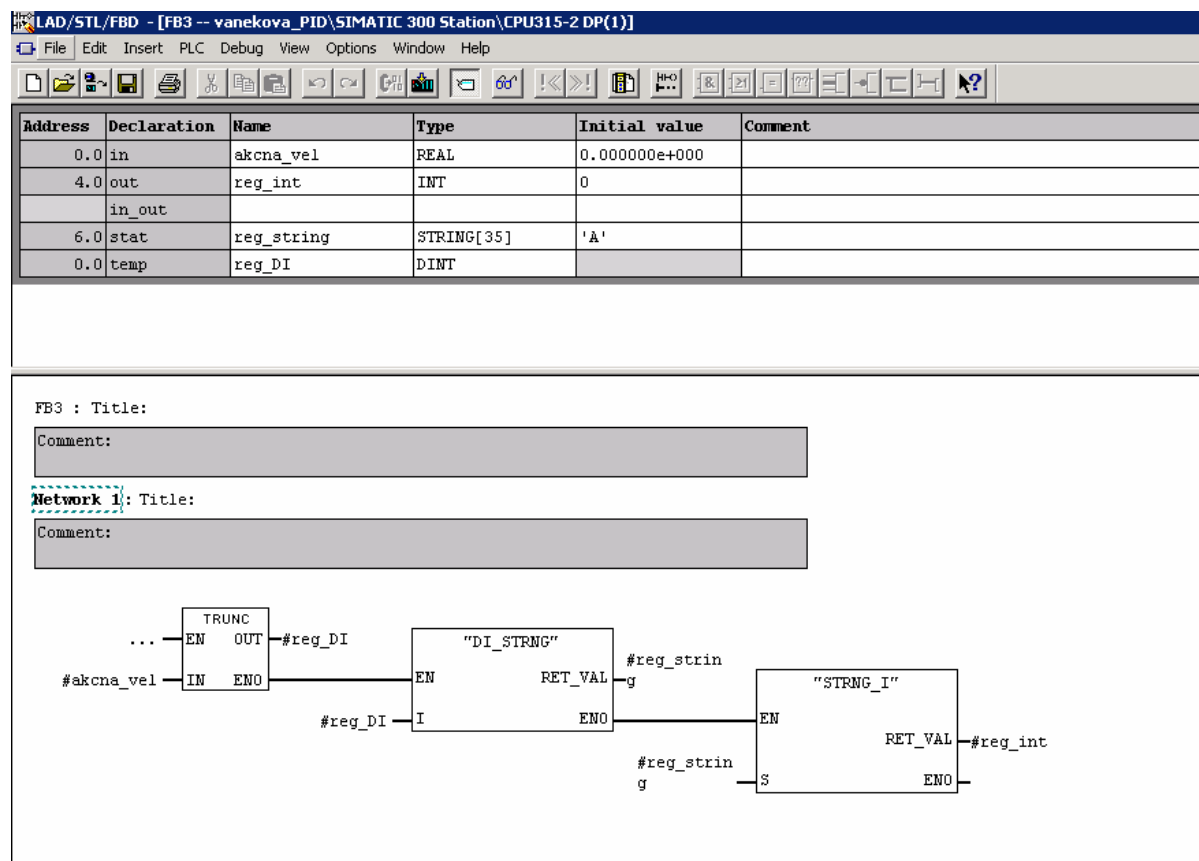 LAD/STL/FBD - [FB3 -- vanekova_PID\SIMATIC 300 Station\CPU315-2 DP(1)]
File Edit Insert PLC Debug View Options Window Help
Address Declaration Name Type Initial value Comment
0.0 in akcna_vel REAL 0.000000e+000
4.0 out reg_int INT 0
in_out
6.0 stat reg_string STRING[35] 'A'
0.0 temp reg_DI DINT
FB3 : Title:
Comment:
Network 1: Title:
Comment:
TRUNC
... EN OUT #reg_DI
#akcna_vel IN ENO
"DI_STRNG"
EN RET_VAL #reg_strin
g
#reg_DI I ENO
"STRNG_I"
EN
RET_VAL #reg_int
#reg_strin
g S ENO